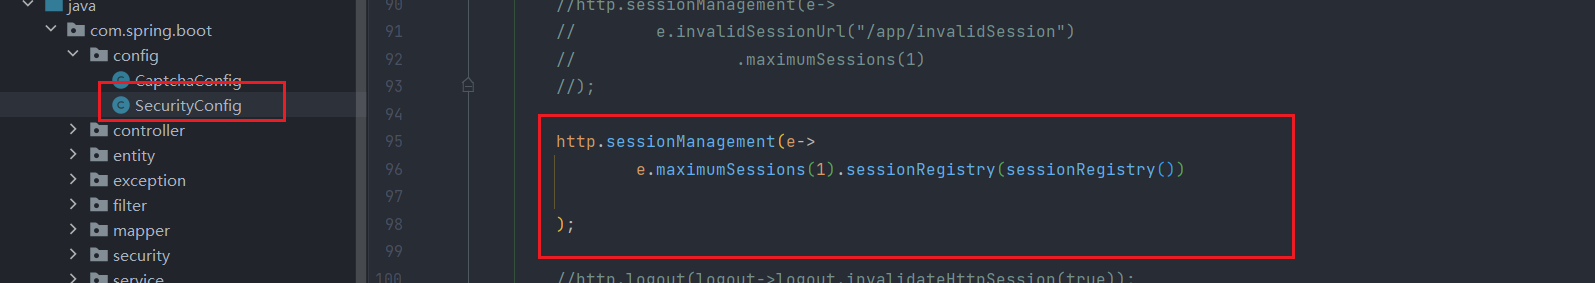 java
com.spring.boot
config
CaptchaConfig
SecurityConfig
controller
entity
exception
filter
mapper
security
service
90 //http.sessionManagement(e->
91 // e.invalidSessionUrl("/app/invalidSession")
92 // .maximumSessions(1)
93 //);
94
95 http.sessionManagement(e->
96 e.maximumSessions(1).sessionRegistry(sessionRegistry())
97
98 );
99
100 //http.logout(logout->logout.invalidateHttpSession(true));